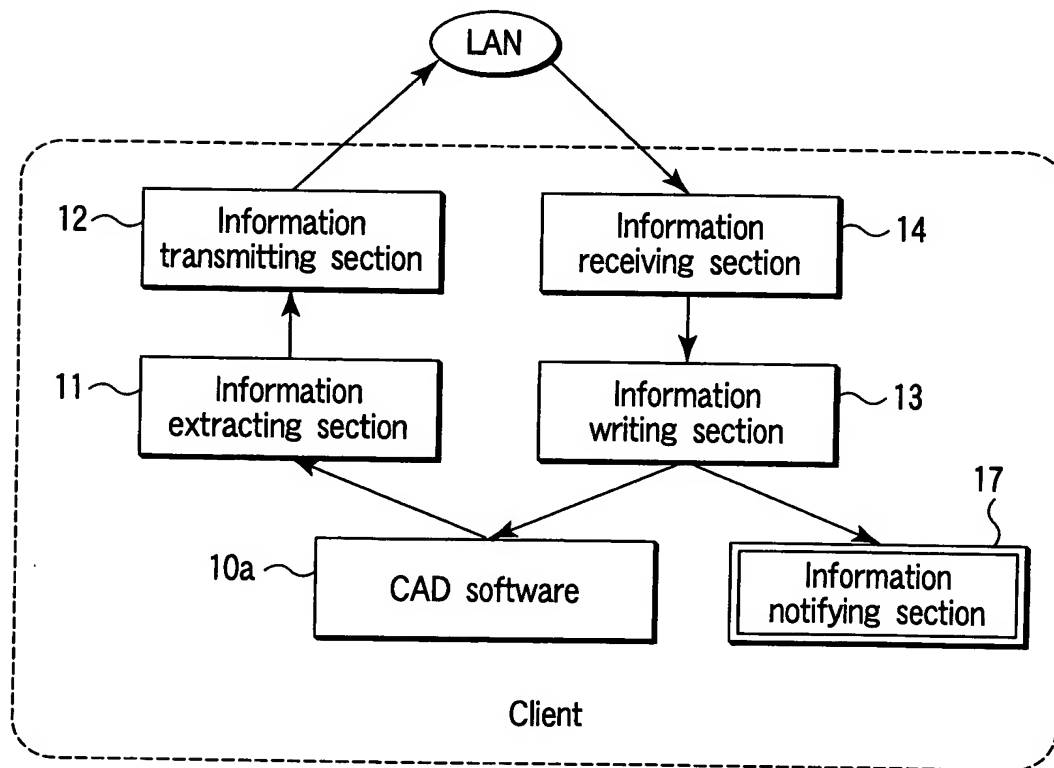 LAN
12
Information
transmitting section
Information
receiving section
14
11
Information
extracting section
Information
writing section
13
17
10a
CAD software
Information
notifying section
Client